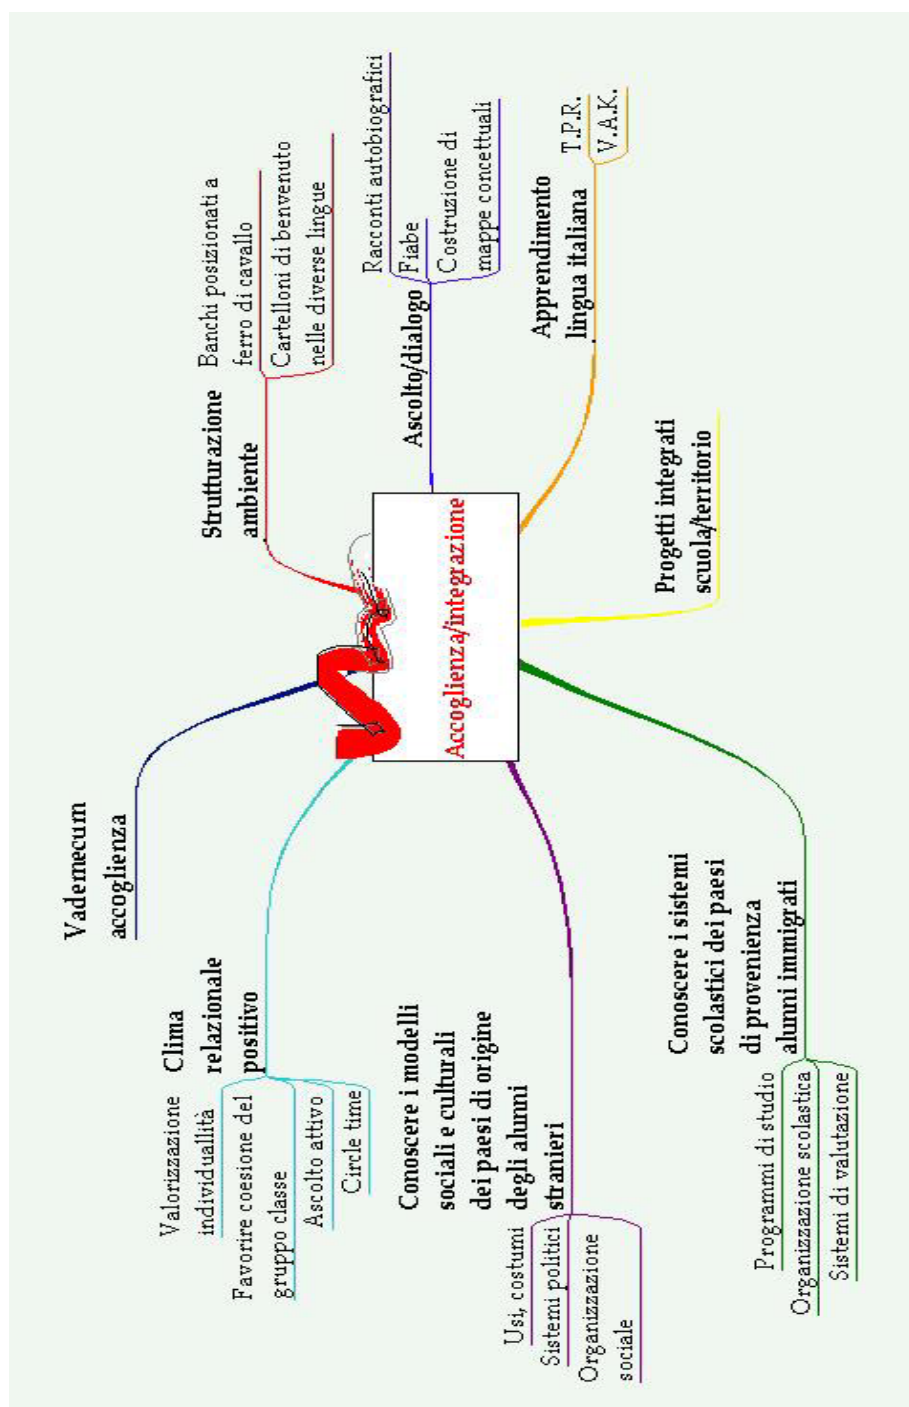 Accoglienza/integrazione
Vademecum
accoglienza
Strutturazione
ambiente
Banchi posizionati a
ferro di cavallo
Cartelloni di benvenuto
nelle diverse lingue
Ascolto/dialogo
Racconti autobiografici
Fiabe
Costruzione di
mappe concettuali
Apprendimento
lingua italiana
T.P.R.
V.A.K.
Progetti integrati
scuola/territorio
Conoscere i sistemi
scolastici dei paesi
di provenienza
alunni immigrati
Programmi di studio
Organizzazione scolastica
Sistemi di valutazione
Conoscere i modelli
sociali e culturali
dei paesi di origine
degli alunni
stranieri
Usi, costumi
Sistemi politici
Organizzazione
sociale
Clima
relazionale
positivo
Valorizzazione
individuallità
Favorire coesione del
gruppo classe
Ascolto attivo
Circle time